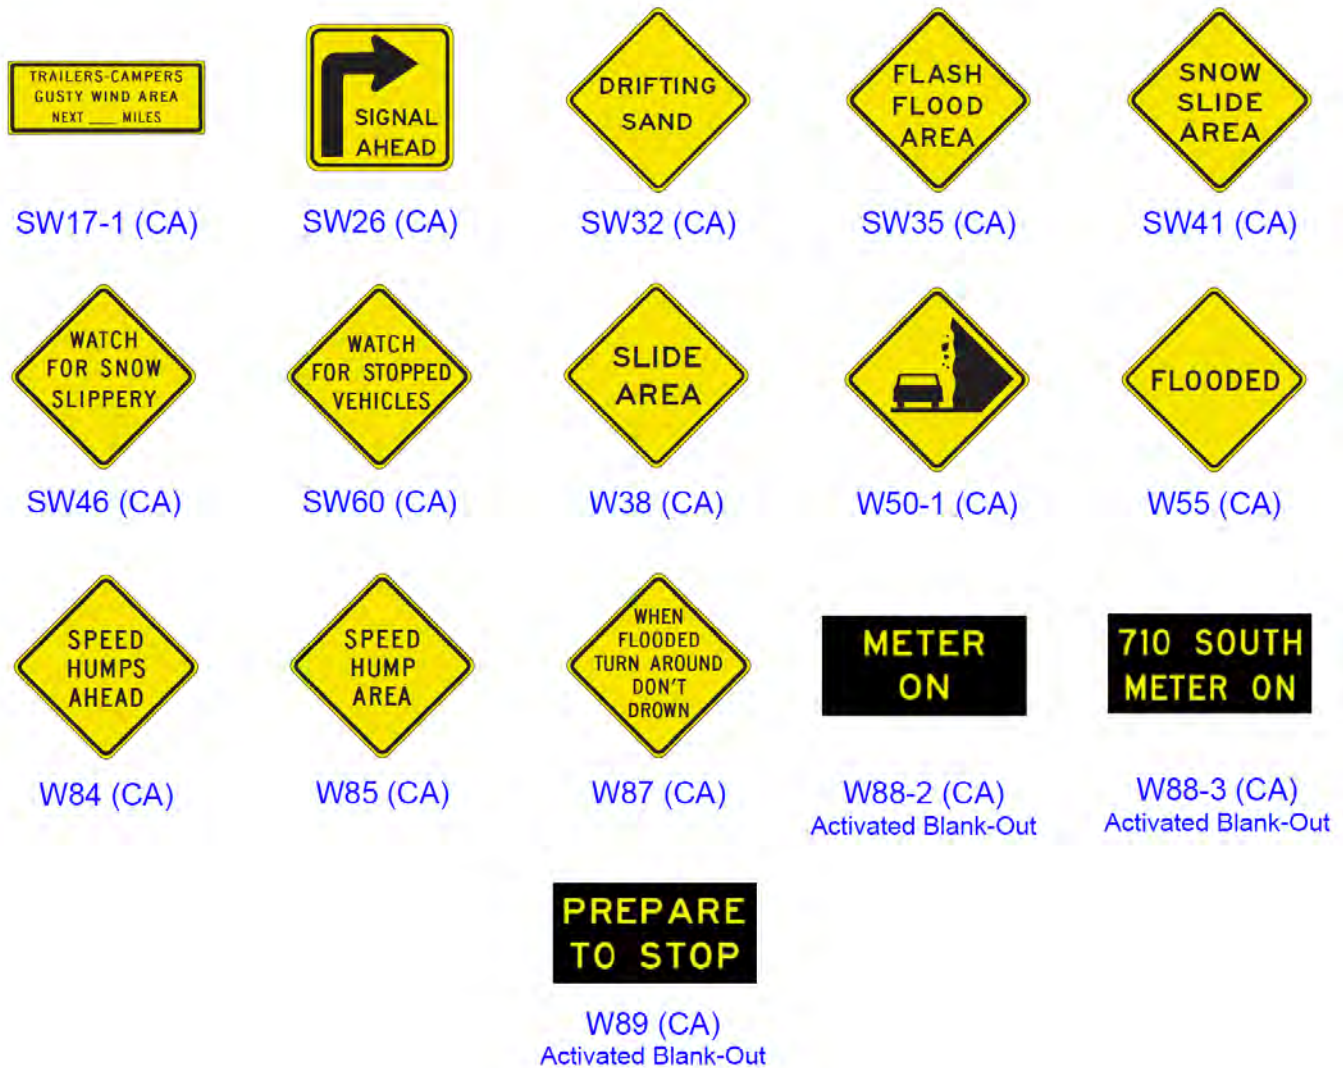 TRAILERS-CAMPERS
GUSTY WIND AREA
NEXT ___ MILES
SW17-1 (CA)
SIGNAL
AHEAD
SW26 (CA)
DRIFTING
SAND
SW32 (CA)
FLASH
FLOOD
AREA
SW35 (CA)
SNOW
SLIDE
AREA
SW41 (CA)
WATCH
FOR SNOW
SLIPPERY
SW46 (CA)
WATCH
FOR STOPPED
VEHICLES
SW60 (CA)
SLIDE
AREA
W38 (CA)
W50-1 (CA)
FLOODED
W55 (CA)
SPEED
HUMPS
AHEAD
W84 (CA)
SPEED
HUMP
AREA
W85 (CA)
WHEN
FLOODED
TURN AROUND
DON'T
DROWN
W87 (CA)
METER
ON
W88-2 (CA)
Activated Blank-Out
710 SOUTH
METER ON
W88-3 (CA)
Activated Blank-Out
PREPARE
TO STOP
W89 (CA)
Activated Blank-Out